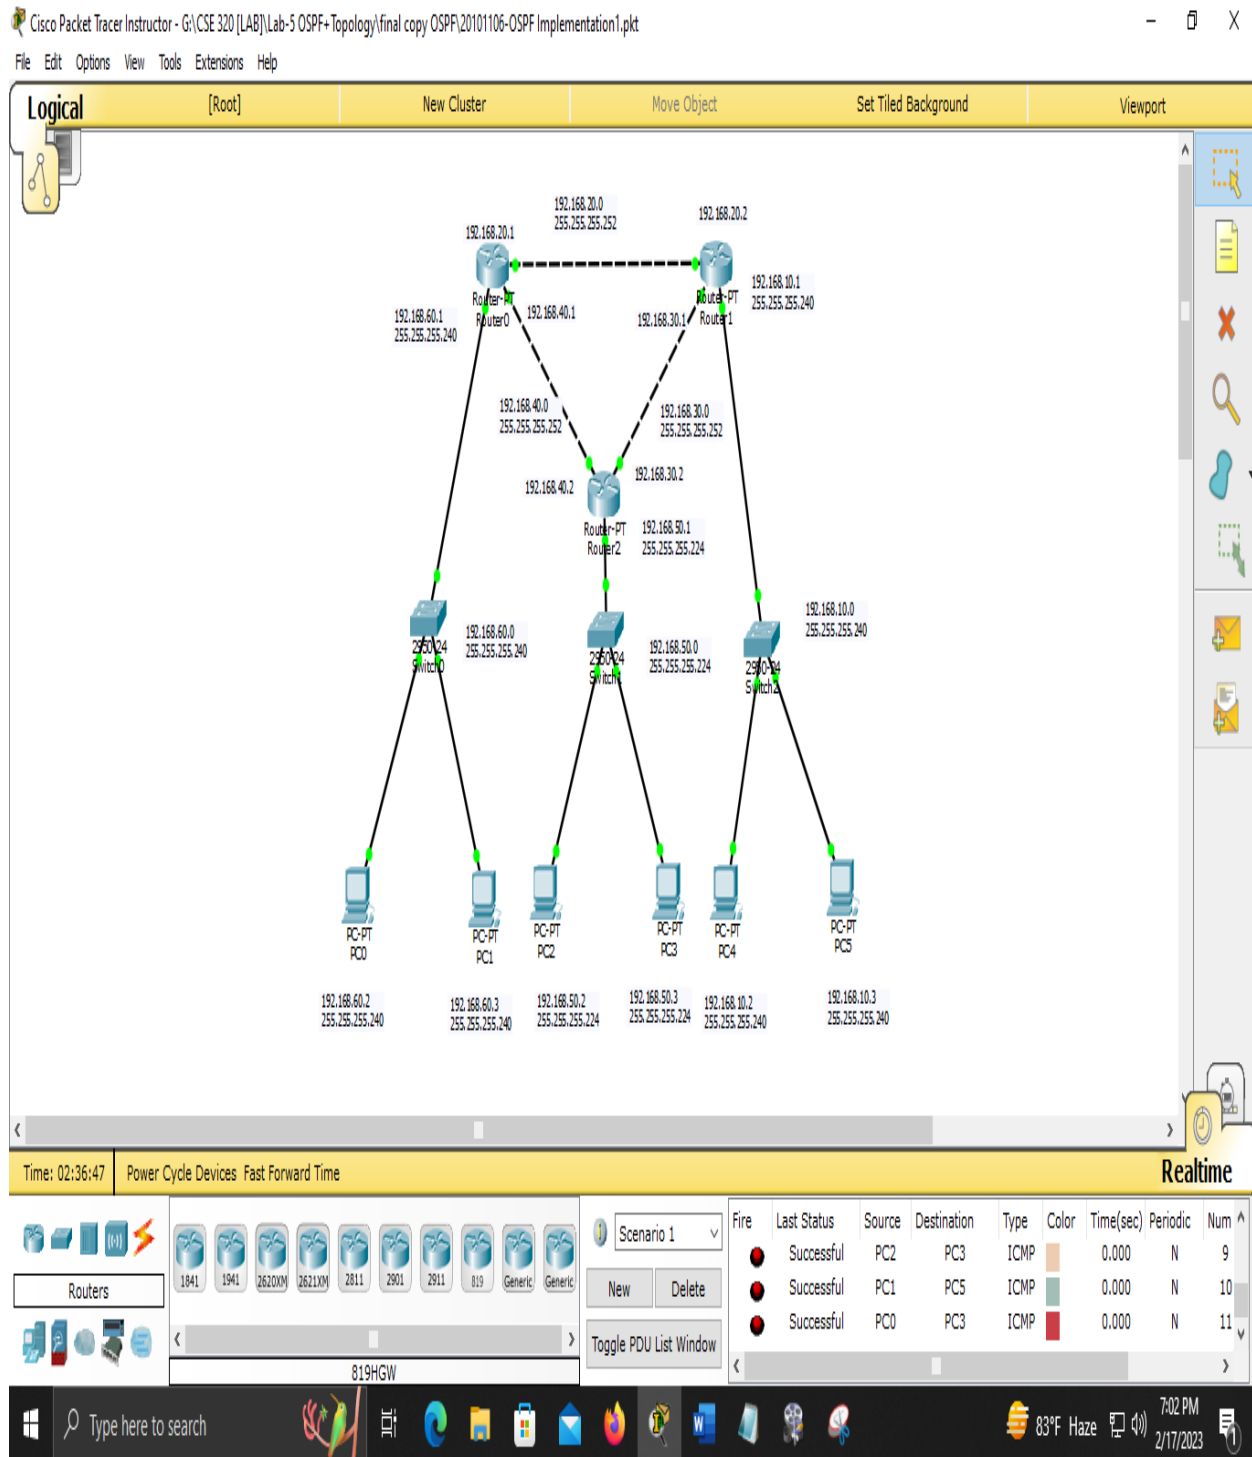 Cisco Packet Tracer Instructor - G:\CSE 320 [LAB]\Lab-5 OSPF+Topology\final copy OSPF\20101106-OSPF Implementation1.pkt
File Edit Options View Tools Extensions Help
Logical [Root] New Cluster Move Object Set Tiled Background Viewport
192.168.20.0
255.255.255.252
192.168.20.2
192.168.20.1
Router-PT
Router0
Router-PT
Router1
192.168.10.1
255.255.255.240
192.168.60.1
255.255.255.240
192.168.40.1
192.168.30.1
192.168.40.0
255.255.255.252
192.168.30.0
255.255.255.252
192.168.40.2
192.168.30.2
Router-PT
Router2
192.168.50.1
255.255.255.224
2950-24
Switch0
192.168.60.0
255.255.255.240
2950-24
Switch1
192.168.50.0
255.255.255.224
2950-24
Switch2
192.168.10.0
255.255.255.240
PC-PT
PC0
PC-PT
PC1
PC-PT
PC2
PC-PT
PC3
PC-PT
PC4
PC-PT
PC5
192.168.60.2
255.255.255.240
192.168.60.3
255.255.255.240
192.168.50.2
255.255.255.224
192.168.50.3
255.255.255.224
192.168.10.2
255.255.255.240
192.168.10.3
255.255.255.240
Time: 02:36:47 Power Cycle Devices Fast Forward Time Realtime
Routers
1841 1941 2620XM 2621XM 2811 2901 2911 819 Generic Generic
819HGW
Scenario 1
New Delete
Toggle PDU List Window
Fire Last Status Source Destination Type Color Time(sec) Periodic Num
Successful PC2 PC3 ICMP 0.000 N 9
Successful PC1 PC5 ICMP 0.000 N 10
Successful PC0 PC3 ICMP 0.000 N 11
Type here to search
83°F Haze
7:02 PM
2/17/2023
1